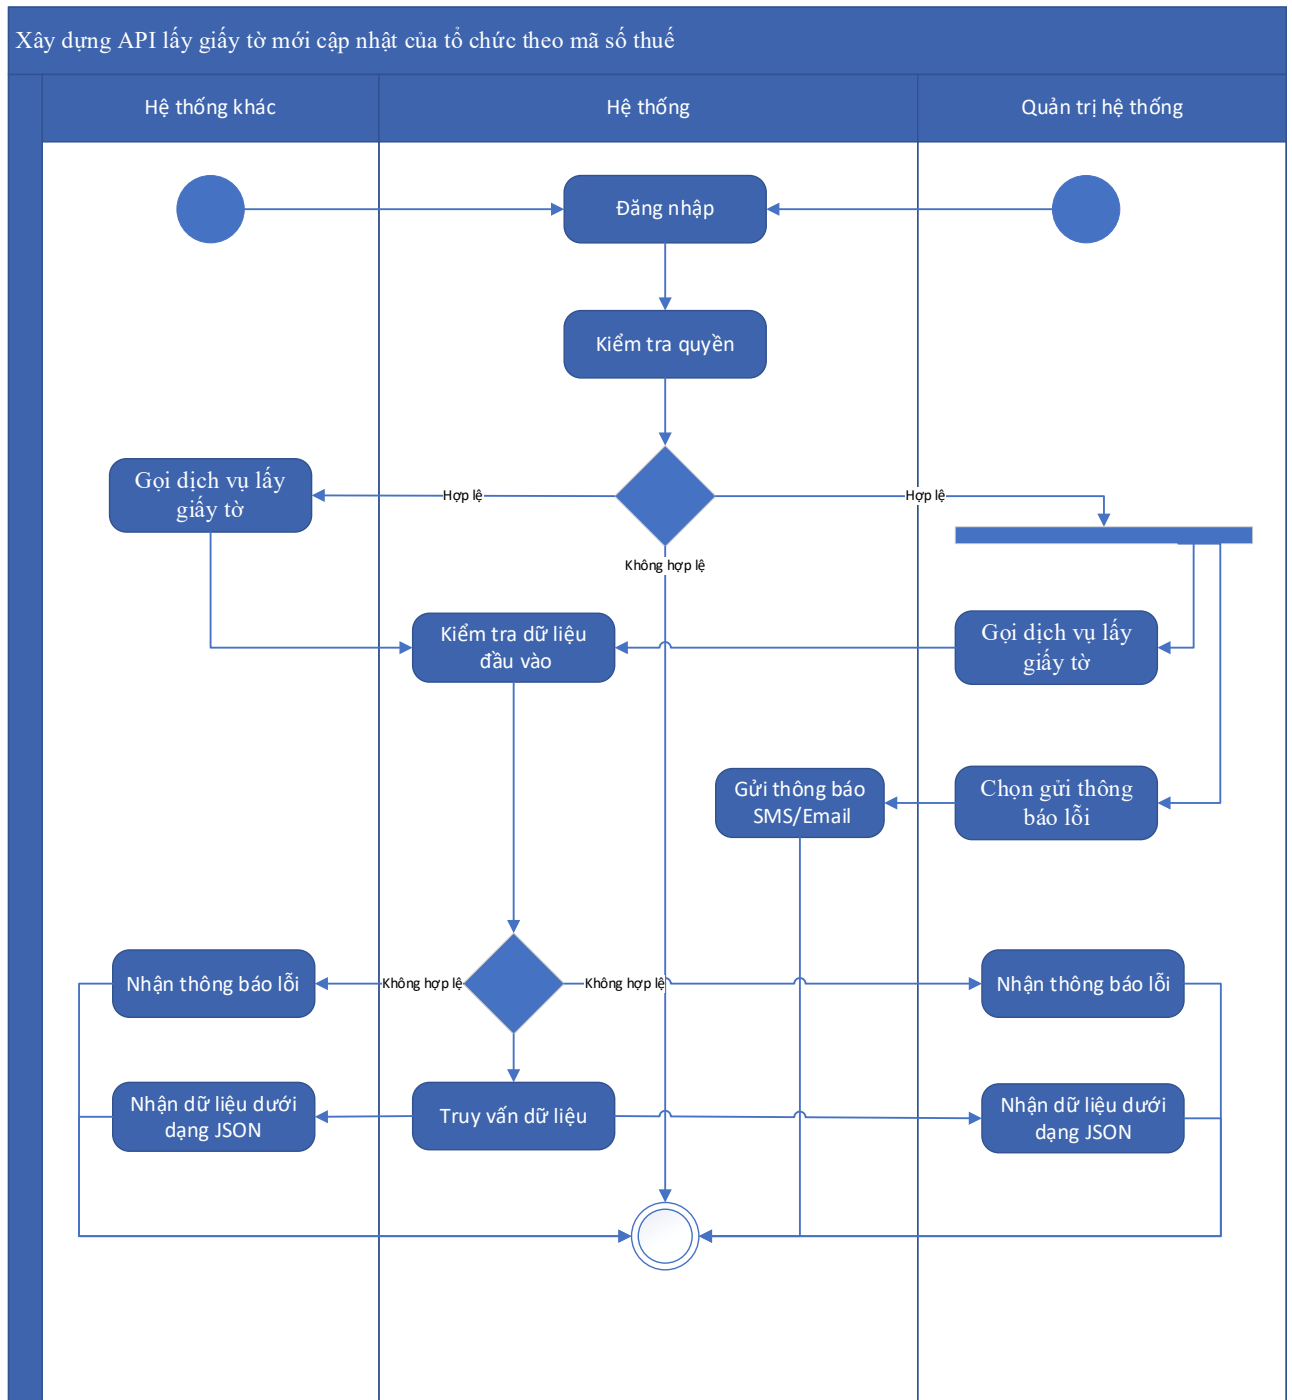 Xây dựng API lấy giấy tờ mới cập nhật của tổ chức theo mã số thuế
Hệ thống khác
Hệ thống
Quản trị hệ thống
Đăng nhập
Kiểm tra quyền
Gọi dịch vụ lấy
giấy tờ
Hợp lệ
Hợp lệ
Không hợp lệ
Kiểm tra dữ liệu
đầu vào
Gọi dịch vụ lấy
giấy tờ
Gửi thông báo
SMS/Email
Chọn gửi thông
báo lỗi
Nhận thông báo lỗi
Không hợp lệ
Không hợp lệ
Nhận thông báo lỗi
Nhận dữ liệu dưới
dạng JSON
Truy vấn dữ liệu
Nhận dữ liệu dưới
dạng JSON